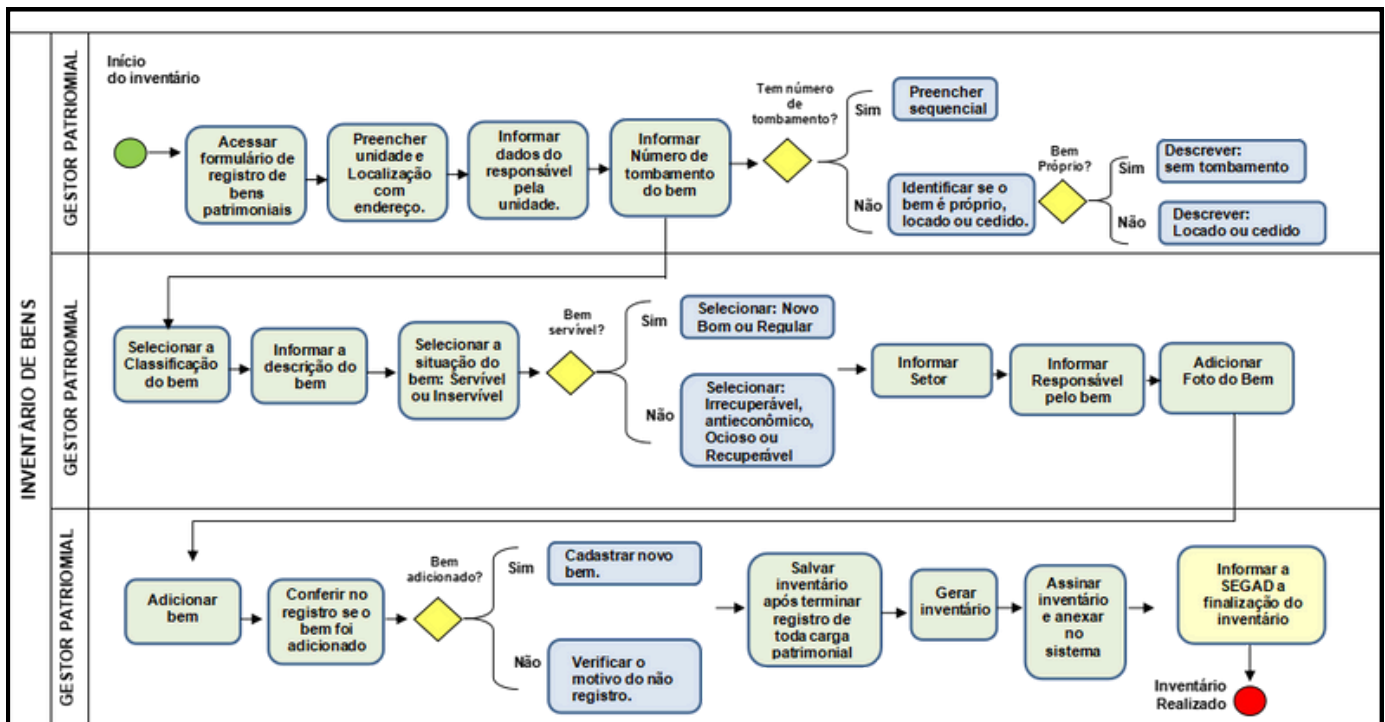 INVENTÁRIO DE BENS
GESTOR PATRIOMIAL
Início
do inventário
Acessar
formulário de
registro de
bens
patrimoniais
Preencher
unidade e
Localização
com
endereço.
Informar
dados do
responsável
pela
unidade.
Informar
Número de
tombamento
do bem
Tem número
de
tombamento?
Sim
Preencher
sequencial
Não
Identificar se o
bem é próprio,
locado ou cedido.
Bem
Próprio?
Sim
Descrever:
sem tombamento
Não
Descrever:
Locado ou cedido
GESTOR PATRIOMIAL
Selecionar a
Classificação
do bem
Informar a
descrição do
bem
Selecionar a
situação do
bem: Servível
ou Inservível
Bem
servível?
Sim
Selecionar: Novo
Bom ou Regular
Não
Selecionar:
Irrecuperável,
antieconômico,
Ocioso ou
Recuperável
Informar
Setor
Informar
Responsável
pelo bem
Adicionar
Foto do Bem
GESTOR PATRIOMIAL
Adicionar
bem
Conferir no
registro se o
bem foi
adicionado
Bem
adicionado?
Sim
Cadastrar novo
bem.
Não
Verificar o
motivo do não
registro.
Salvar
inventário
após terminar
registro de
toda carga
patrimonial
Gerar
inventário
Assinar
inventário
e anexar
no
sistema
Informar a
SEGAD a
finalização do
inventário
Inventário
Realizado